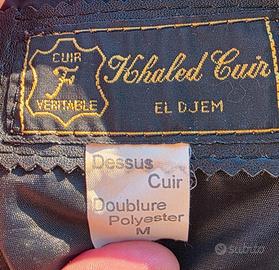 CUIR
F
VERITABLE
Khaled Cuir
EL DJEM
Dessus
Cuir
Doublure
Polyester
M
subito